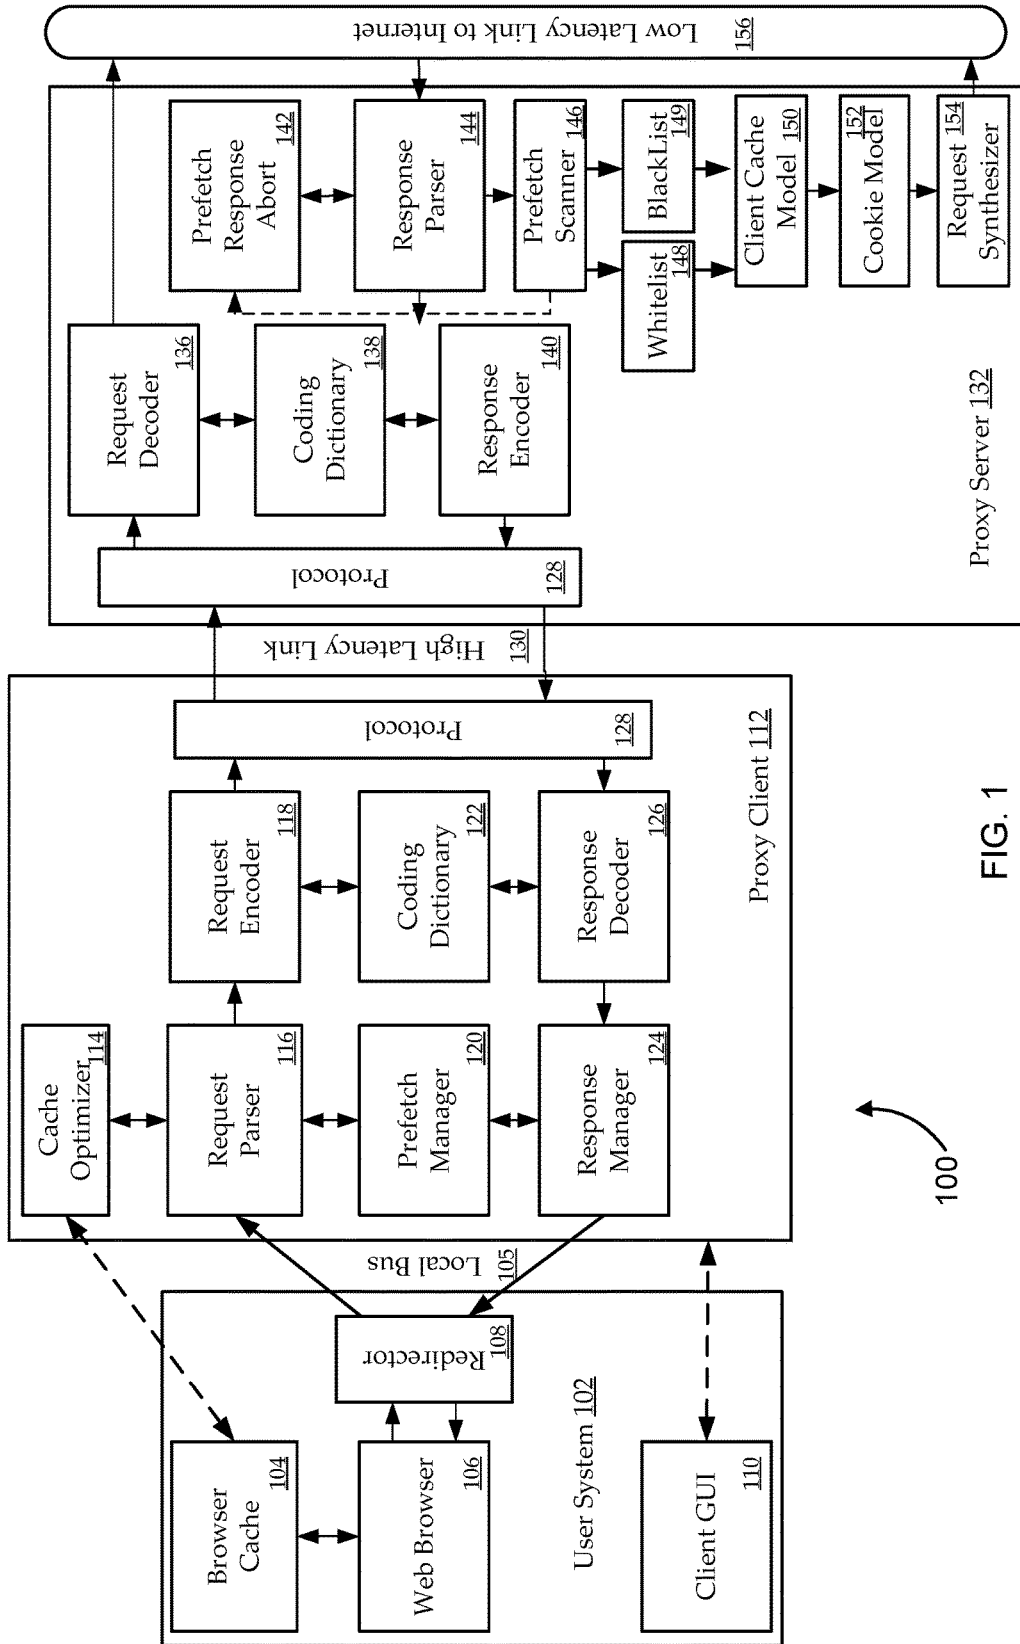 Browser
Cache
104
Web Browser
106
Redirector
108
User System 102
Client GUI
110
Local Bus
105
Cache
Optimizer
114
Request
Parser
116
Prefetch
Manager
120
Response
Manager
124
Request
Encoder
118
Coding
Dictionary
122
Response
Decoder
126
Protocol
128
Proxy Client 112
High Latency Link
130
Protocol
128
Request
Decoder
136
Coding
Dictionary
138
Response
Encoder
140
Prefetch
Response
Abort
142
Response
Parser
144
Prefetch
Scanner
146
Whitelist
148
BlackList
149
Client Cache
Model 150
Cookie Model
152
Request
Synthesizer
154
Proxy Server 132
Low Latency Link to Internet
156
100
FIG. 1